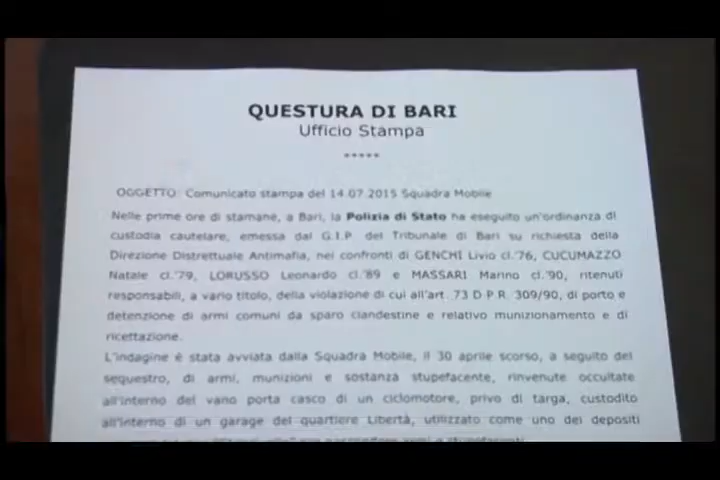 QUESTURA DI BARI
Ufficio Stampa
*****
OGGETTO: Comunicato stampa del 14.07.2015 Squadra Mobile
Nelle prime ore di stamane, a Bari, la Polizia di Stato ha eseguito un'ordinanza di
custodia cautelare, emessa dal G.I.P del Tribunale di Bari su richiesta della
Direzione Distrettuale Antimafia, nei confronti di GENCHI Livio cl.'76, CUCUMAZZO
Natale cl.'79, LORUSSO Leonardo cl.'89 e MASSARI Marino cl.'90, ritenuti
responsabili, a vario titolo, della violazione di cui all'art. 73 D.P.R. 309/90, di porto e
detenzione di armi comuni da sparo clandestine e relativo munizionamento e di
ricettazione.
L'indagine è stata avviata dalla Squadra Mobile, il 30 aprile scorso, a seguito del
sequestro, di armi, munizioni e sostanza stupefacente, rinvenute occultate
all'interno del vano porta casco di un ciclomotore, privo di targa, custodito
all'interno di un garage del quartiere Libertà, utilizzato come uno dei depositi